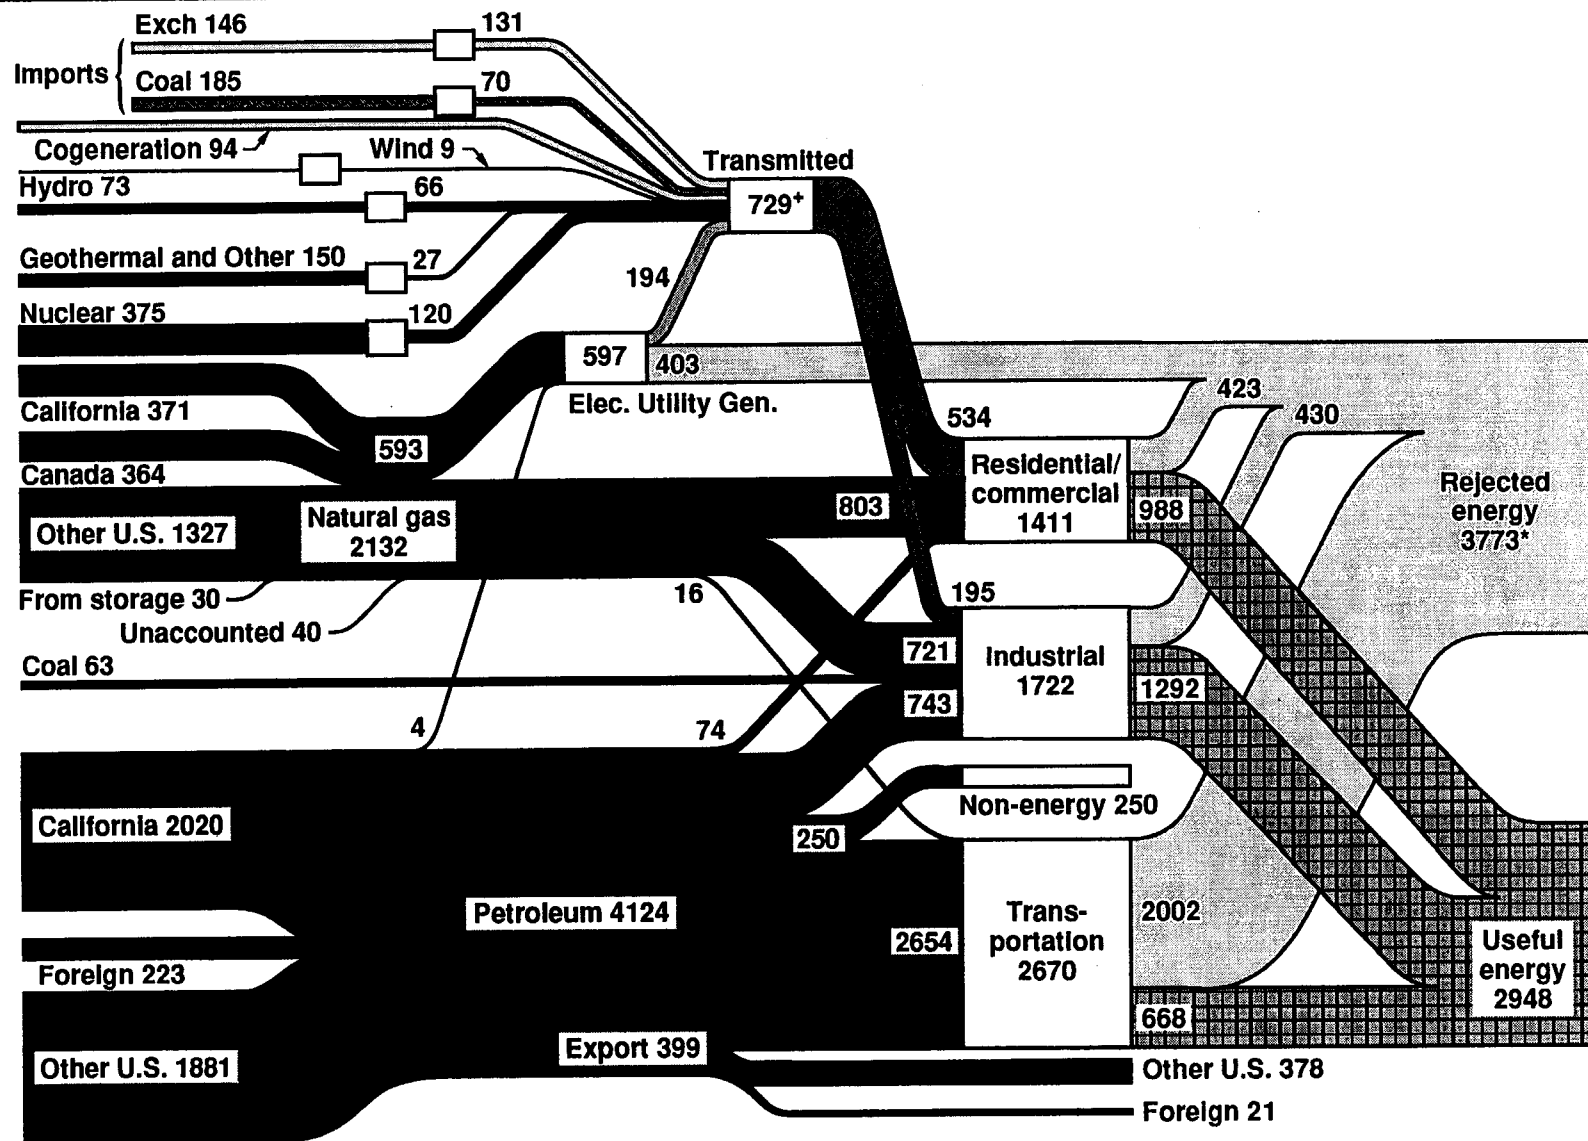 Exch 146
131
Imports
Coal 185
70
Cogeneration 94
Wind 9
Transmitted
Hydro 73
66
729+
Geothermal and Other 150
27
194
Nuclear 375
120
597
403
California 371
Elec. Utility Gen.
423
534
430
593
Canada 364
Residential/
commercial
1411
Rejected
energy
3773*
803
988
Other U.S. 1327
Natural gas
2132
From storage 30
16
195
Unaccounted 40
Coal 63
721
Industrial
1722
1292
743
4
74
Non-energy 250
California 2020
250
Petroleum 4124
Trans-
portation
2670
2002
2654
Useful
energy
2948
Foreign 223
668
Export 399
Other U.S. 1881
Other U.S. 378
Foreign 21